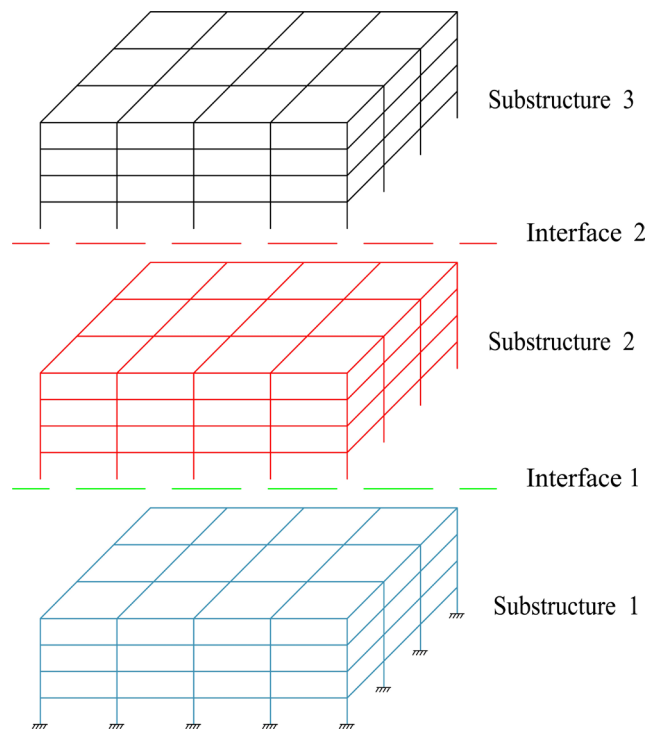 Substructure 3
Interface 2
Substructure 2
Interface 1
Substructure 1